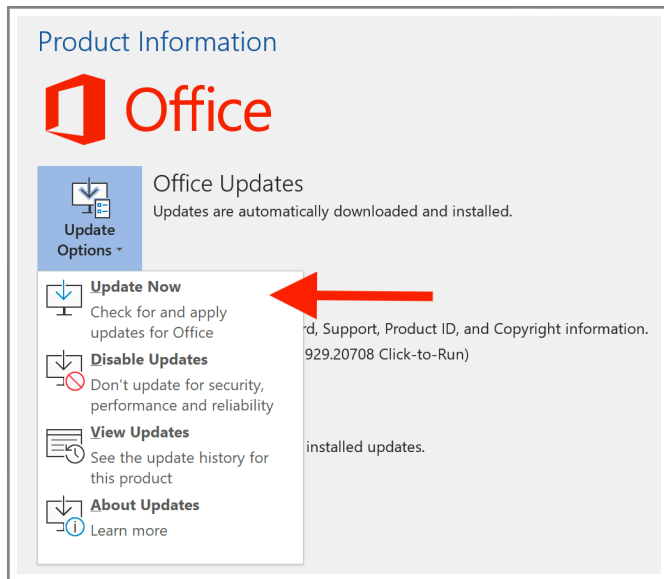 Product Information
Office
Office Updates
Updates are automatically downloaded and installed.
Update
Options
Update Now
Check for and apply
updates for Office
rd, Support, Product ID, and Copyright information.
929.20708 Click-to-Run)
Disable Updates
Don't update for security,
performance and reliability
View Updates
See the update history for
this product
installed updates.
About Updates
Learn more